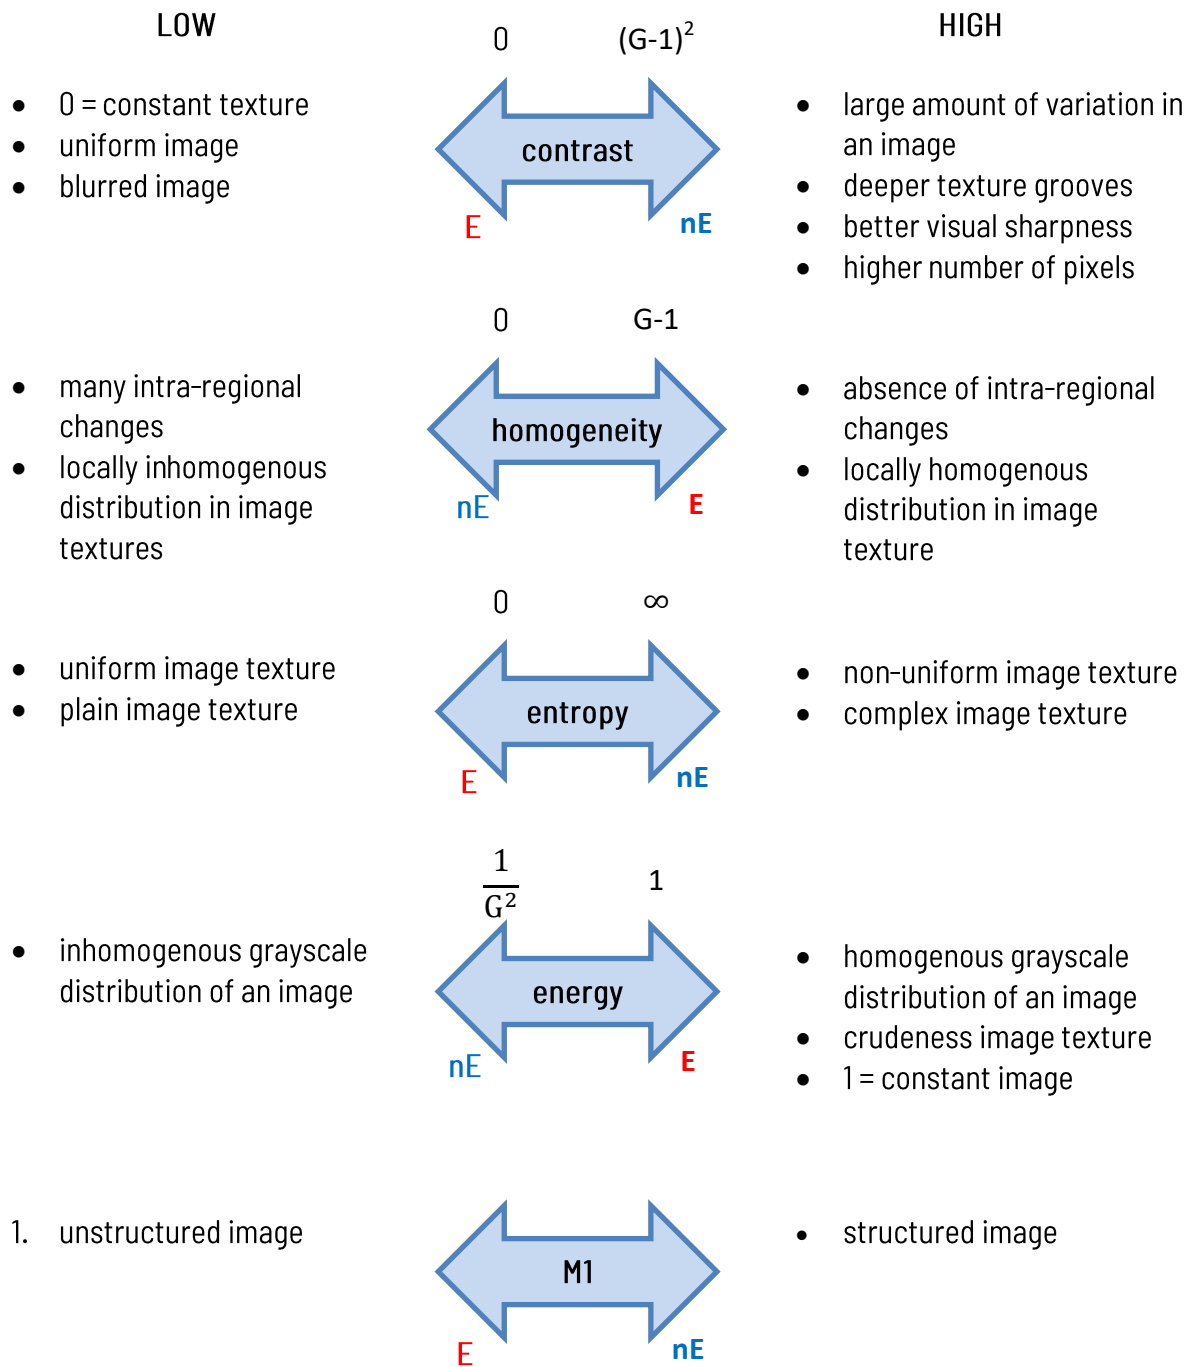 LOW
HIGH
0 (G-1)²
• 0 = constant texture
• uniform image
• blurred image
contrast
E nE
• large amount of variation in
an image
• deeper texture grooves
• better visual sharpness
• higher number of pixels
0 G-1
• many intra-regional
changes
• locally inhomogenous
distribution in image
textures
homogeneity
nE E
• absence of intra-regional
changes
• locally homogenous
distribution in image
texture
0 ∞
• uniform image texture
• plain image texture
entropy
E nE
• non-uniform image texture
• complex image texture
1/G² 1
• inhomogenous grayscale
distribution of an image
energy
nE E
• homogenous grayscale
distribution of an image
• crudeness image texture
• 1 = constant image
1. unstructured image
M1
E nE
• structured image